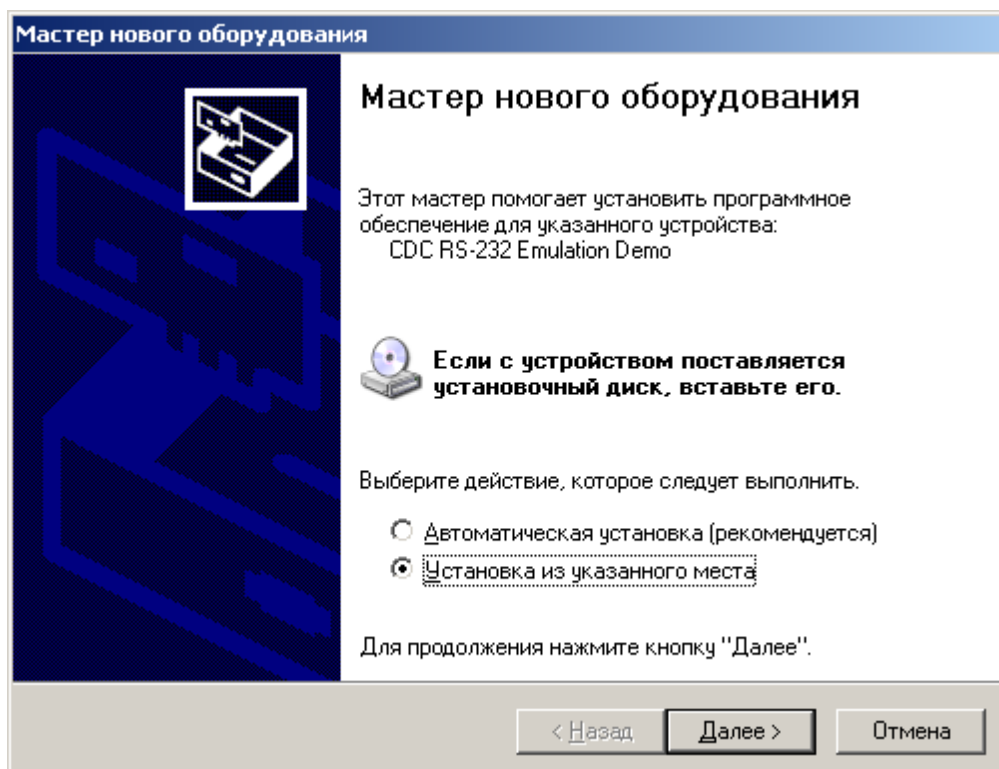 Мастер нового оборудования
Мастер нового оборудования
Этот мастер помогает установить программное
обеспечение для указанного устройства:
CDC RS-232 Emulation Demo
Если с устройством поставляется
установочный диск, вставьте его.
Выберите действие, которое следует выполнить.
Автоматическая установка (рекомендуется)
Установка из указанного места
Для продолжения нажмите кнопку "Далее".
< Назад Далее > Отмена